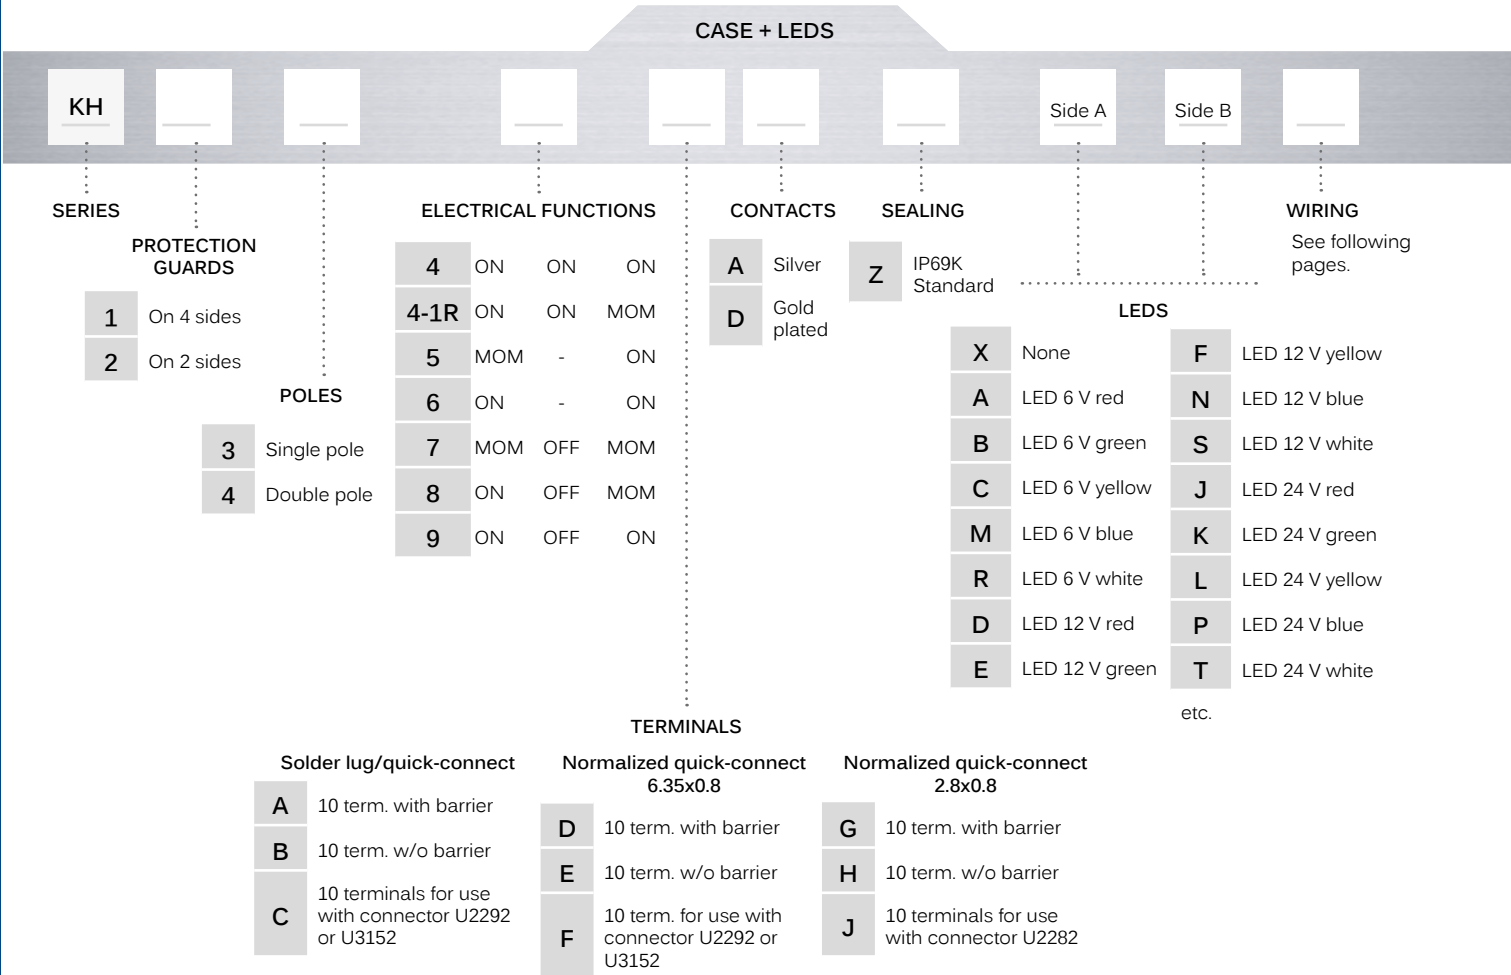 CASE + LEDS
KH
Side A
Side B
SERIES
PROTECTION
GUARDS
1 On 4 sides
2 On 2 sides
POLES
3 Single pole
4 Double pole
ELECTRICAL FUNCTIONS
4 ON ON ON
4-1R ON ON MOM
5 MOM - ON
6 ON - ON
7 MOM OFF MOM
8 ON OFF MOM
9 ON OFF ON
CONTACTS
A Silver
D Gold
plated
SEALING
Z IP69K
Standard
WIRING
See following
pages.
LEDS
X None
A LED 6 V red
B LED 6 V green
C LED 6 V yellow
M LED 6 V blue
R LED 6 V white
D LED 12 V red
E LED 12 V green
F LED 12 V yellow
N LED 12 V blue
S LED 12 V white
J LED 24 V red
K LED 24 V green
L LED 24 V yellow
P LED 24 V blue
T LED 24 V white
etc.
TERMINALS
Solder lug/quick-connect
A 10 term. with barrier
B 10 term. w/o barrier
C 10 terminals for use
with connector U2292
or U3152
Normalized quick-connect
6.35x0.8
D 10 term. with barrier
E 10 term. w/o barrier
F 10 term. for use with
connector U2292 or
U3152
Normalized quick-connect
2.8x0.8
G 10 term. with barrier
H 10 term. w/o barrier
J 10 terminals for use
with connector U2282